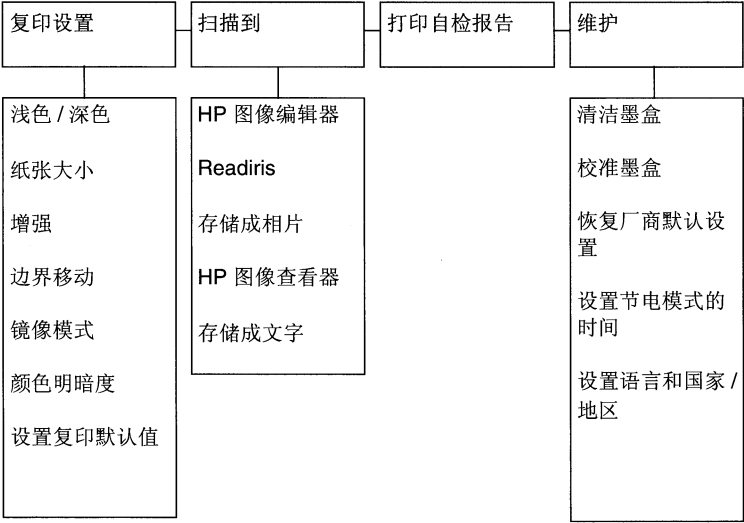 复印设置
扫描到
打印自检报告
维护
浅色 / 深色
纸张大小
增强
边界移动
镜像模式
颜色明暗度
设置复印默认值
HP 图像编辑器
Readiris
存储成相片
HP 图像查看器
存储成文字
清洁墨盒
校准墨盒
恢复厂商默认设
置
设置节电模式的
时间
设置语言和国家 /
地区